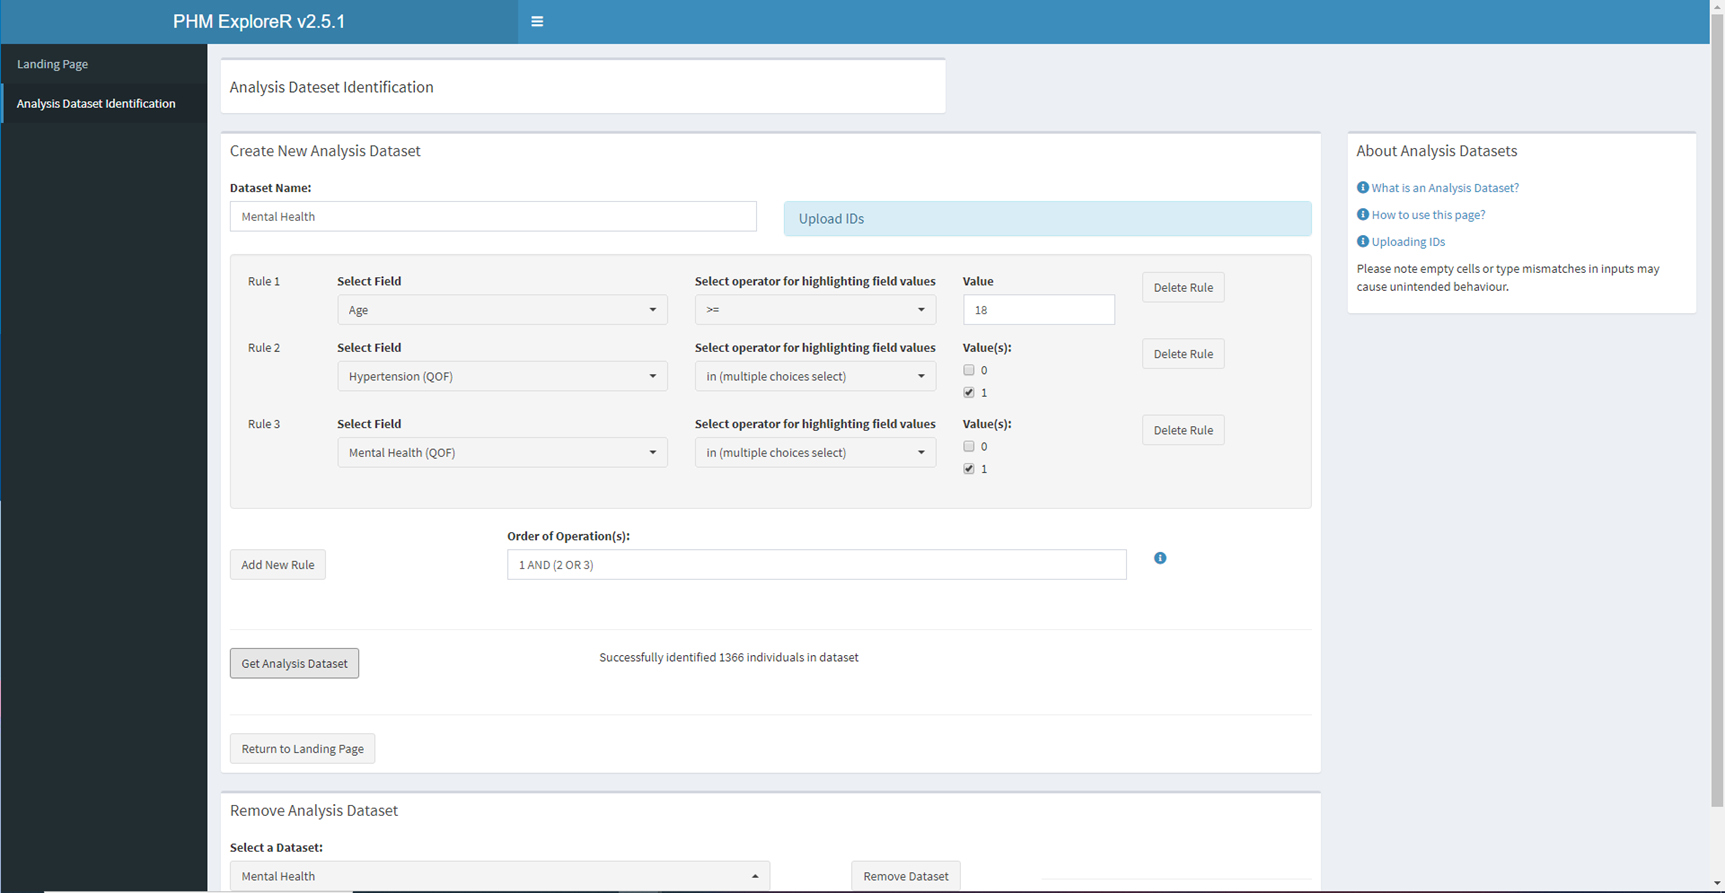 PHM ExploreR v2.5.1
Landing Page
Analysis Dataset Identification
Analysis Dateset Identification
Create New Analysis Dataset
Dataset Name:
Mental Health
Upload IDs
Rule 1
Select Field
Age
Select operator for highlighting field values
>=
Value
18
Delete Rule
Rule 2
Select Field
Hypertension (QOF)
Select operator for highlighting field values
in (multiple choices select)
Value(s):
0
1
Delete Rule
Rule 3
Select Field
Mental Health (QOF)
Select operator for highlighting field values
in (multiple choices select)
Value(s):
0
1
Delete Rule
Add New Rule
Order of Operation(s):
1 AND (2 OR 3)
Get Analysis Dataset
Successfully identified 1366 individuals in dataset
Return to Landing Page
Remove Analysis Dataset
Select a Dataset:
Mental Health
Remove Dataset
About Analysis Datasets
What is an Analysis Dataset?
How to use this page?
Uploading IDs
Please note empty cells or type mismatches in inputs may
cause unintended behaviour.